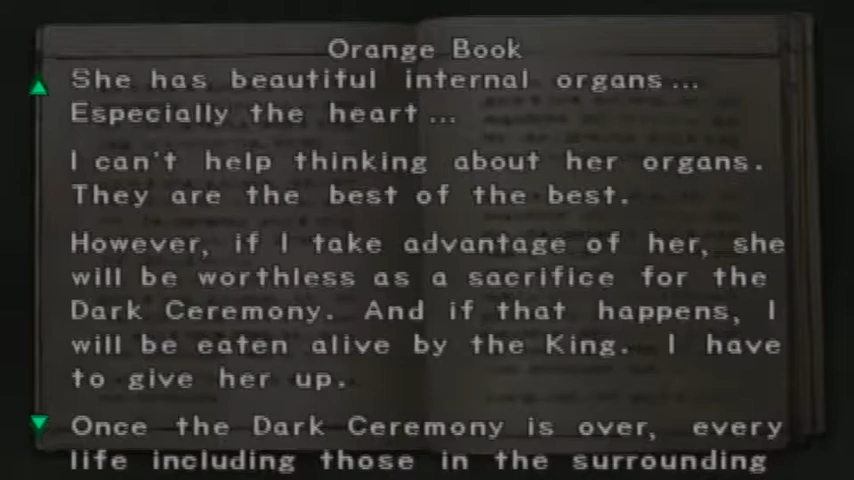 Orange Book
She has beautiful internal organs...
Especially the heart...
I can't help thinking about her organs.
They are the best of the best.
However, if I take advantage of her, she
will be worthless as a sacrifice for the
Dark Ceremony. And if that happens, I
will be eaten alive by the King. I have
to give her up.
Once the Dark Ceremony is over, every
life including those in the surrounding